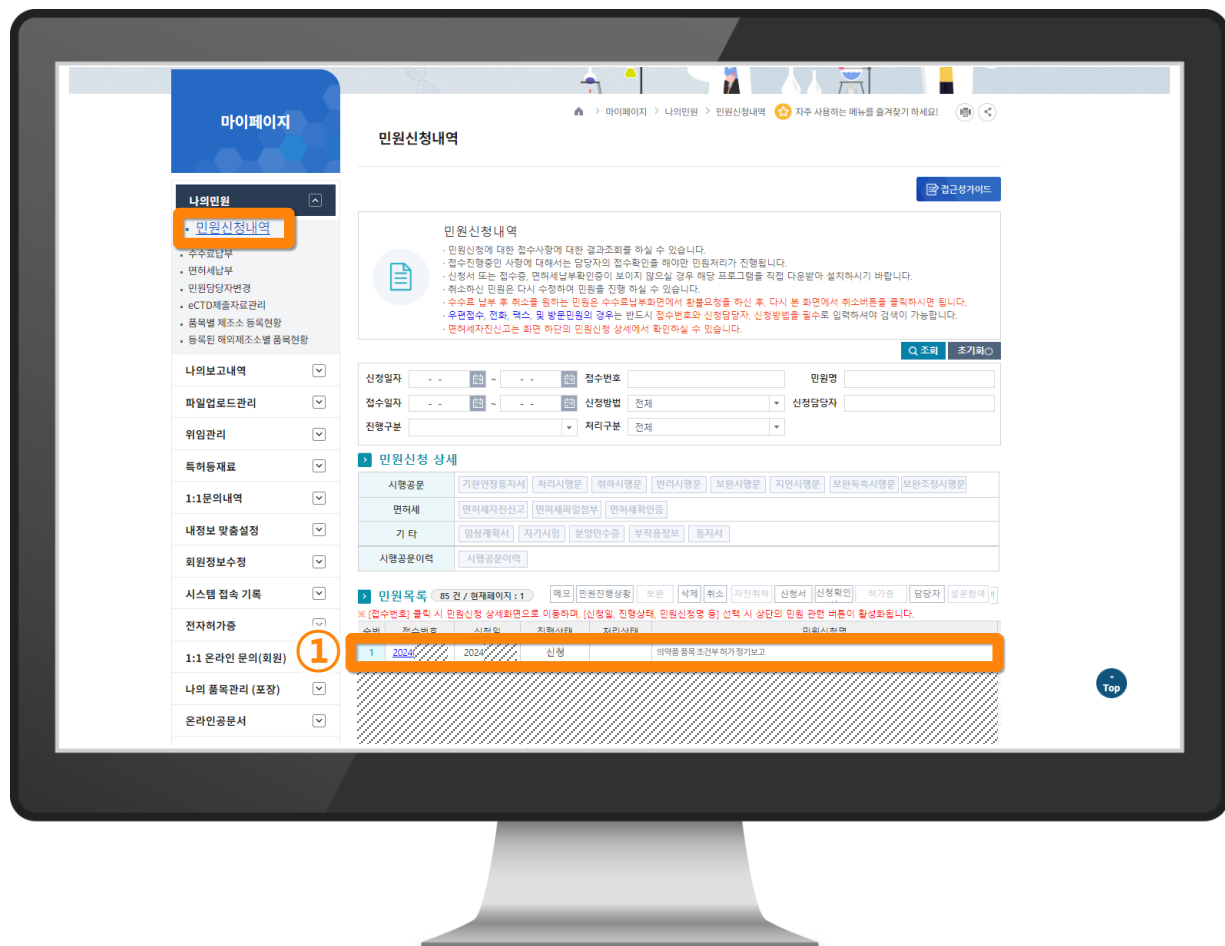 마이페이지
마이페이지 > 나의민원 > 민원신청내역 자주 사용하는 메뉴를 즐겨찾기 하세요!
민원신청내역
접근성가이드
나의민원
• 민원신청내역
• 수수료납부
• 면허세납부
• 민원담당자변경
• eCTD제출자료관리
• 품목별 제조소 등록현황
• 등록된 해외제조소별 품목현황
나의보고내역
파일업로드관리
위임관리
특허등재료
1:1문의내역
내정보 맞춤설정
회원정보수정
시스템 접속 기록
전자허가증
1:1 온라인 문의(회원)
나의 품목관리 (포장)
온라인공문서
민원신청내역
· 민원신청에 대한 접수사항에 대한 결과조회를 하실 수 있습니다.
· 접수진행중인 사항에 대해서는 담당자의 접수확인을 해야만 민원처리가 진행됩니다.
· 신청서 또는 접수증, 면허세납부확인증이 보이지 않으실 경우 해당 프로그램을 직접 다운받아 설치하시기 바랍니다.
· 취소하신 민원은 다시 수정하여 민원을 진행 하실 수 있습니다.
· 수수료 납부 후 취소를 원하는 민원은 수수료납부화면에서 환불요청을 하신 후, 다시 본 화면에서 취소버튼을 클릭하시면 됩니다.
· 우편접수, 전화, 팩스, 및 방문민원의 경우는 반드시 접수번호와 신청담당자, 신청방법을 필수로 입력하셔야 검색이 가능합니다.
· 면허세자진신고는 화면 하단의 민원신청 상세에서 확인하실 수 있습니다.
조회 초기화
신청일자 - - ~ - - 접수번호 민원명
접수일자 - - ~ - - 신청방법 전체 신청담당자
진행구분 처리구분 전체
민원신청 상세
시행공문 기한연장통지서 처리시행문 취하시행문 반려시행문 보완시행문 지연시행문 보완독속시행문 보완조정시행문
면허세 면허세자진신고 면허세파일첨부 면허세확인증
기 타 임상계획서 자가시험 분양인수증 부작용정보 통지서
시행공문이력 시행공문이력
민원목록 85 건 / 현재페이지 : 1 메모 민원진행상황 보완 삭제 취소 자진취하 신청서 신청확인 허가증 담당자 설문참여
※ [접수번호] 클릭 시 민원신청 상세화면으로 이동하며, [신청일, 진행상태, 민원신청명 등] 선택 시 상단의 민원 관련 버튼이 활성화됩니다.
순번 접수번호 신청일 진행상태 처리상태 민원신청명
①
1 2024 2024 신청 의약품 품목 조건부 허가 정기보고
Top